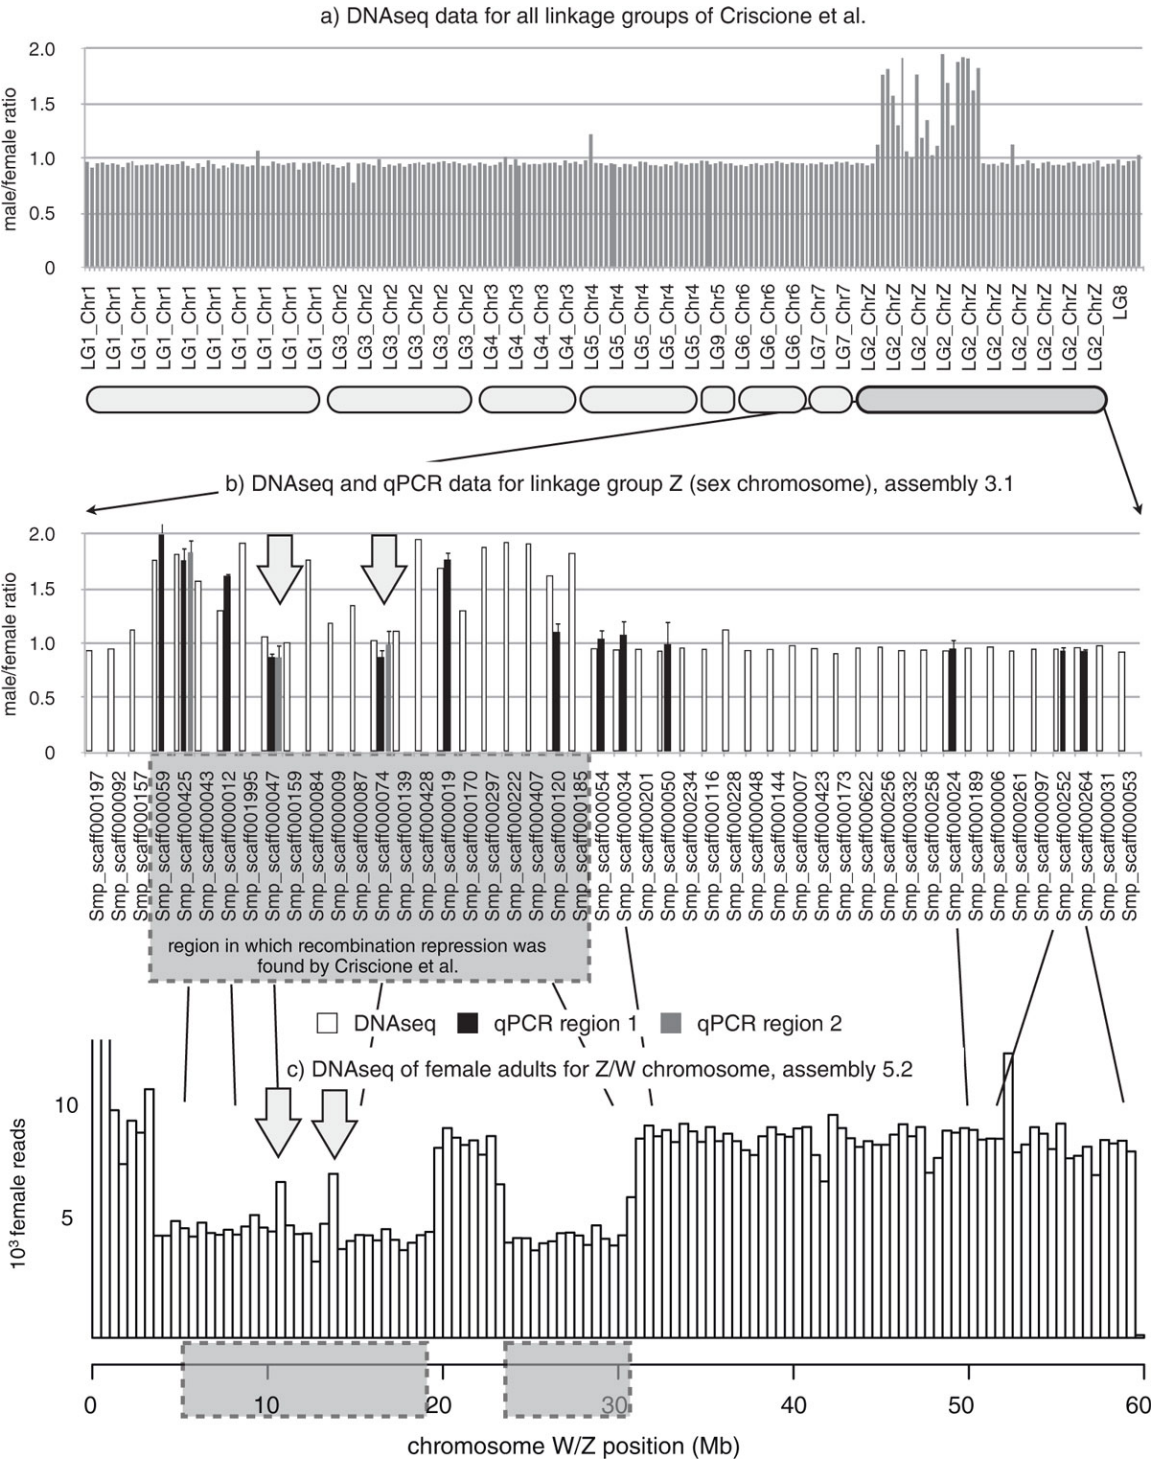 a) DNAseq data for all linkage groups of Criscione et al.
male/female ratio
2.0
1.5
1.0
0.5
0
LG1_Chr1
LG1_Chr1
LG1_Chr1
LG1_Chr1
LG1_Chr1
LG1_Chr1
LG1_Chr1
LG1_Chr1
LG1_Chr1
LG1_Chr1
LG3_Chr2
LG3_Chr2
LG3_Chr2
LG3_Chr2
LG3_Chr2
LG3_Chr2
LG4_Chr3
LG4_Chr3
LG4_Chr3
LG4_Chr3
LG5_Chr4
LG5_Chr4
LG5_Chr4
LG5_Chr4
LG5_Chr4
LG9_Chr5
LG6_Chr6
LG6_Chr6
LG6_Chr6
LG7_Chr7
LG7_Chr7
LG2_ChrZ
LG2_ChrZ
LG2_ChrZ
LG2_ChrZ
LG2_ChrZ
LG2_ChrZ
LG2_ChrZ
LG2_ChrZ
LG2_ChrZ
LG2_ChrZ
LG8
b) DNAseq and qPCR data for linkage group Z (sex chromosome), assembly 3.1
male/female ratio
2.0
1.5
1.0
0.5
0
Smp_scaff000197
Smp_scaff000092
Smp_scaff000157
Smp_scaff000059
Smp_scaff000425
Smp_scaff000043
Smp_scaff000012
Smp_scaff001995
Smp_scaff000047
Smp_scaff000159
Smp_scaff000084
Smp_scaff000009
Smp_scaff000087
Smp_scaff000074
Smp_scaff000139
Smp_scaff000428
Smp_scaff000019
Smp_scaff000170
Smp_scaff000297
Smp_scaff000222
Smp_scaff000407
Smp_scaff000120
Smp_scaff000185
Smp_scaff000054
Smp_scaff000034
Smp_scaff000201
Smp_scaff000050
Smp_scaff000234
Smp_scaff000116
Smp_scaff000228
Smp_scaff000048
Smp_scaff000144
Smp_scaff000007
Smp_scaff000423
Smp_scaff000173
Smp_scaff000622
Smp_scaff000256
Smp_scaff000332
Smp_scaff000258
Smp_scaff000024
Smp_scaff000189
Smp_scaff000006
Smp_scaff000261
Smp_scaff000097
Smp_scaff000252
Smp_scaff000264
Smp_scaff000031
Smp_scaff000053
region in which recombination repression was
found by Criscione et al.
DNAseq qPCR region 1 qPCR region 2
c) DNAseq of female adults for Z/W chromosome, assembly 5.2
10³ female reads
10
5
0 10 20 30 40 50 60
chromosome W/Z position (Mb)